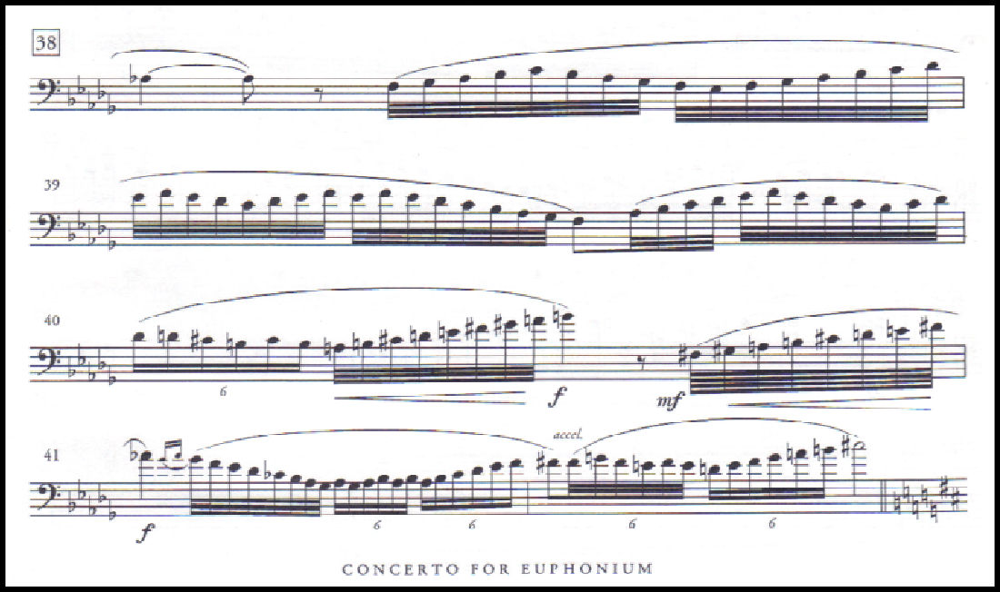 38
39
40
6
f
mf
41
accel.
f
6
6
6
6
CONCERTO FOR EUPHONIUM